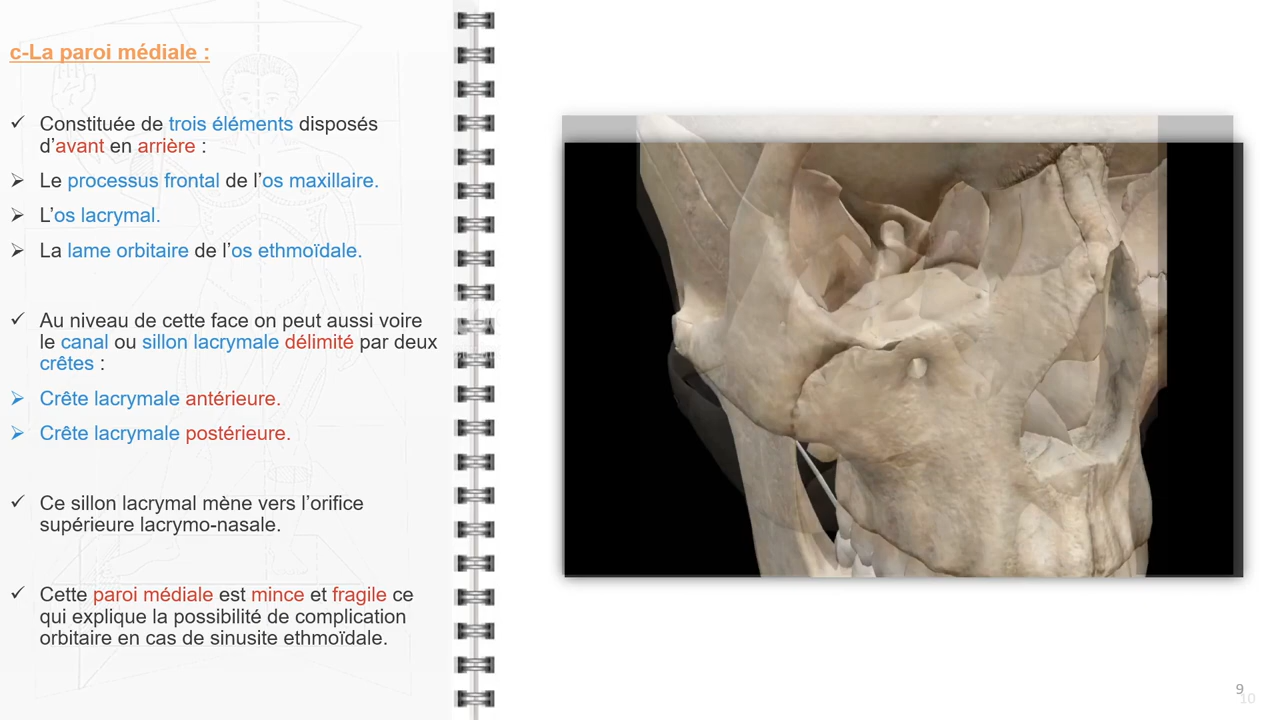 c-La paroi médiale :
✓ Constituée de trois éléments disposés
d’avant en arrière :
➢ Le processus frontal de l’os maxillaire.
➢ L’os lacrymal.
➢ La lame orbitaire de l’os ethmoïdale.
✓ Au niveau de cette face on peut aussi voire
le canal ou sillon lacrymale délimité par deux
crêtes :
➢ Crête lacrymale antérieure.
➢ Crête lacrymale postérieure.
✓ Ce sillon lacrymal mène vers l’orifice
supérieure lacrymo-nasale.
✓ Cette paroi médiale est mince et fragile ce
qui explique la possibilité de complication
orbitaire en cas de sinusite ethmoïdale.
9
10